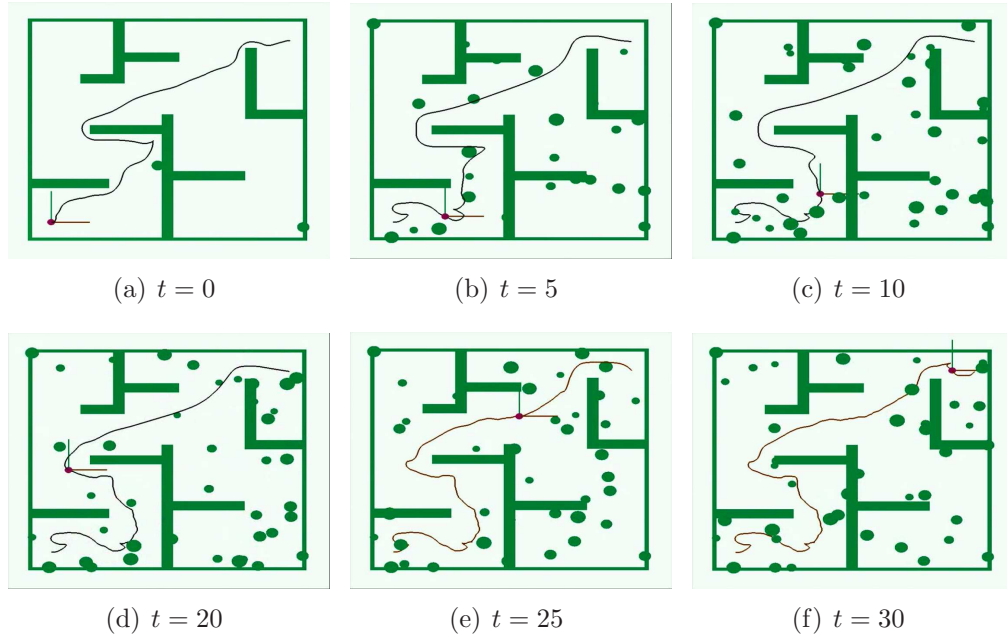 (a) t = 0
(b) t = 5
(c) t = 10
(d) t = 20
(e) t = 25
(f) t = 30